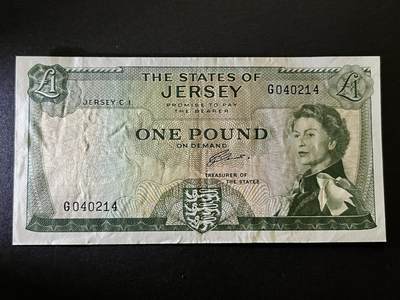 £1
THE STATES OF
JERSEY
£1
JERSEY C.I.
PROMISE TO PAY
THE BEARER
G040214
ONE POUND
ON DEMAND
TREASURER OF
THE STATES
G040214